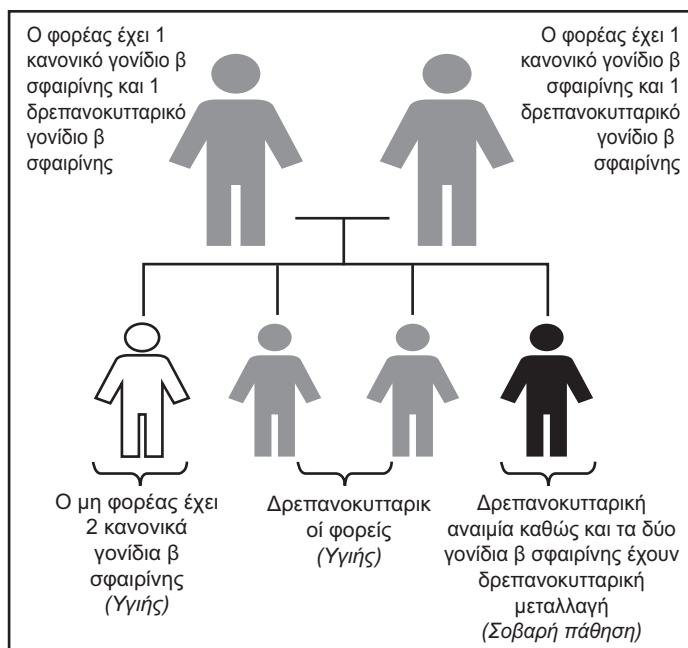 Ο φορέας έχει 1
κανονικό γονίδιο β
σφαιρίνης και 1
δρεπανοκυτταρικό
γονίδιο β
σφαιρίνης
Ο φορέας έχει 1
κανονικό γονίδιο β
σφαιρίνης και 1
δρεπανοκυτταρικό
γονίδιο β
σφαιρίνης
Ο μη φορέας έχει
2 κανονικά
γονίδια β
σφαιρίνης
(Υγιής)
Δρεπανοκυτταρικ
οί φορείς
(Υγιής)
Δρεπανοκυτταρική
αναιμία καθώς και τα δύο
γονίδια β σφαιρίνης έχουν
δρεπανοκυτταρική
μεταλλαγή
(Σοβαρή πάθηση)